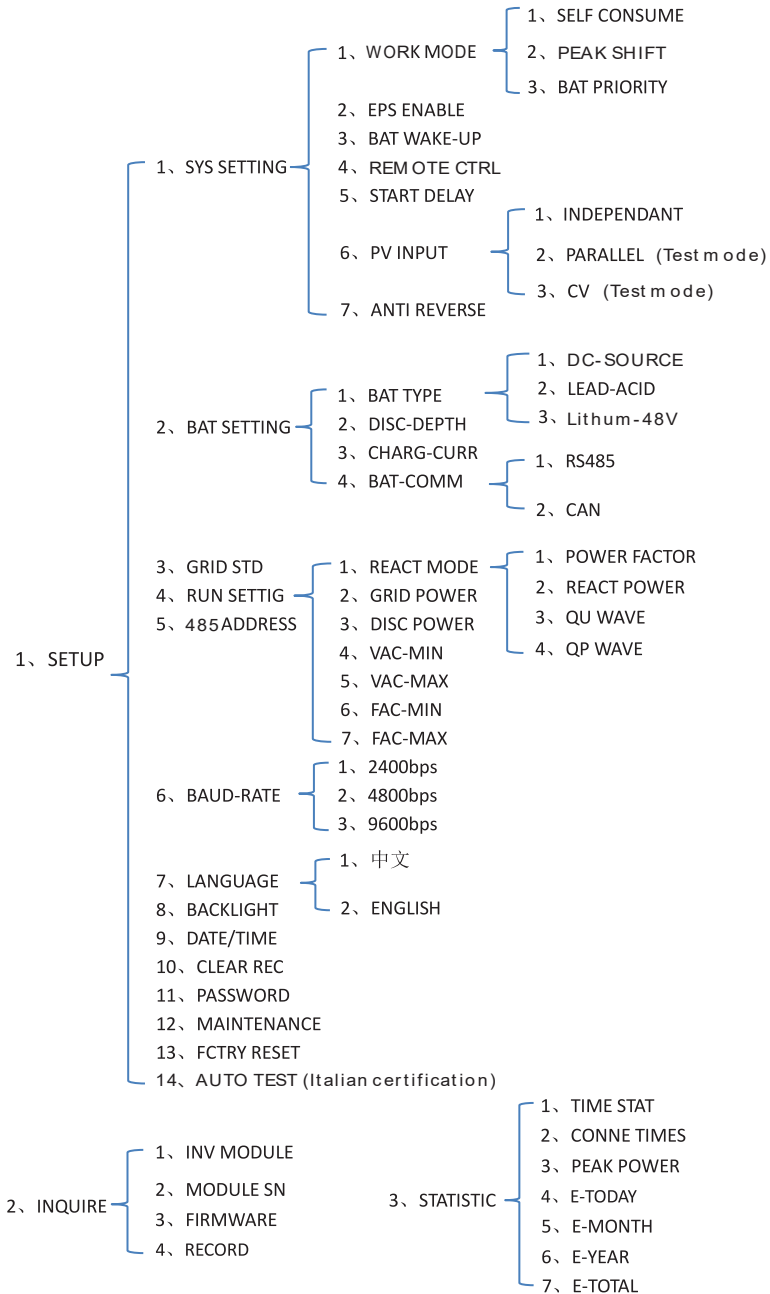 1、SETUP
1、SYS SETTING
1、WORK MODE
1、SELF CONSUME
2、PEAK SHIFT
3、BAT PRIORITY
2、EPS ENABLE
3、BAT WAKE-UP
4、REMOTE CTRL
5、START DELAY
6、PV INPUT
1、INDEPENDANT
2、PARALLEL (Test mode)
3、CV (Test mode)
7、ANTI REVERSE
2、BAT SETTING
1、BAT TYPE
1、DC-SOURCE
2、LEAD-ACID
3、Lithum-48V
2、DISC-DEPTH
3、CHARG-CURR
4、BAT-COMM
1、RS485
2、CAN
3、GRID STD
4、RUN SETTIG
1、REACT MODE
1、POWER FACTOR
2、REACT POWER
3、QU WAVE
4、QP WAVE
2、GRID POWER
3、DISC POWER
4、VAC-MIN
5、VAC-MAX
6、FAC-MIN
7、FAC-MAX
5、485 ADDRESS
6、BAUD-RATE
1、2400bps
2、4800bps
3、9600bps
7、LANGUAGE
1、中文
2、ENGLISH
8、BACKLIGHT
9、DATE/TIME
10、CLEAR REC
11、PASSWORD
12、MAINTENANCE
13、FCTRY RESET
14、AUTO TEST (Italian certification)
2、INQUIRE
1、INV MODULE
2、MODULE SN
3、FIRMWARE
4、RECORD
3、STATISTIC
1、TIME STAT
2、CONNE TIMES
3、PEAK POWER
4、E-TODAY
5、E-MONTH
6、E-YEAR
7、E-TOTAL